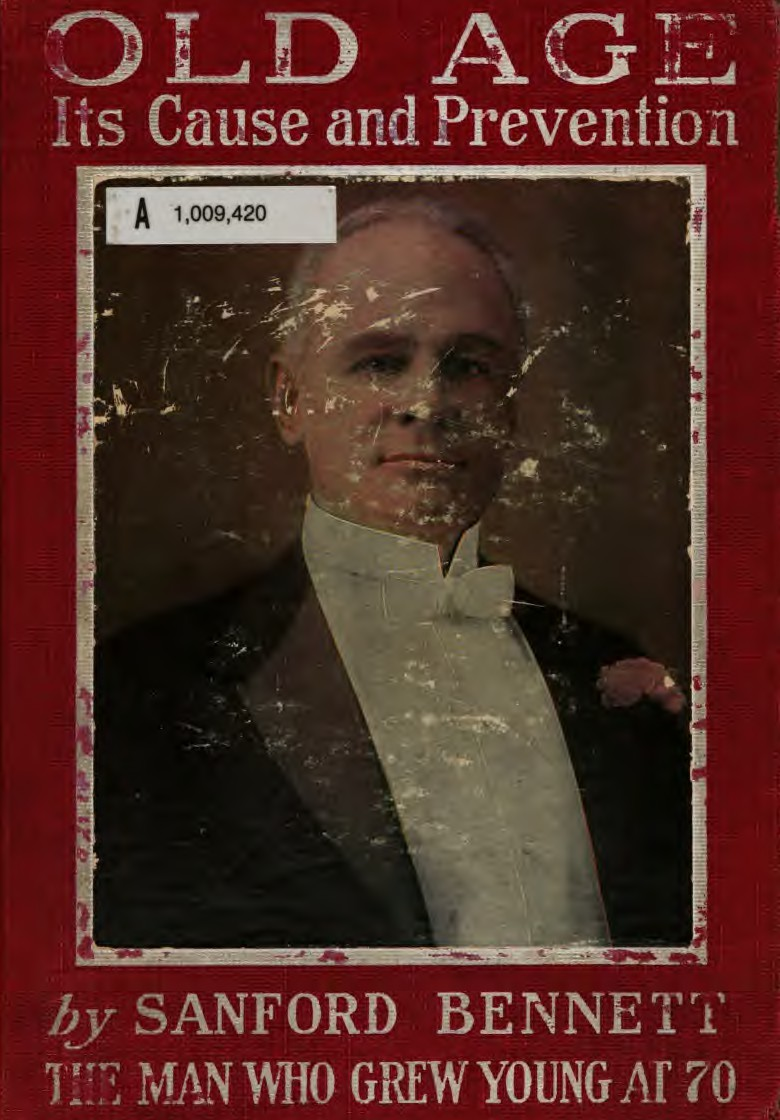 OLD AGE
Its Cause and Prevention
A 1,009,420
by SANFORD BENNETT
THE MAN WHO GREW YOUNG AT 70